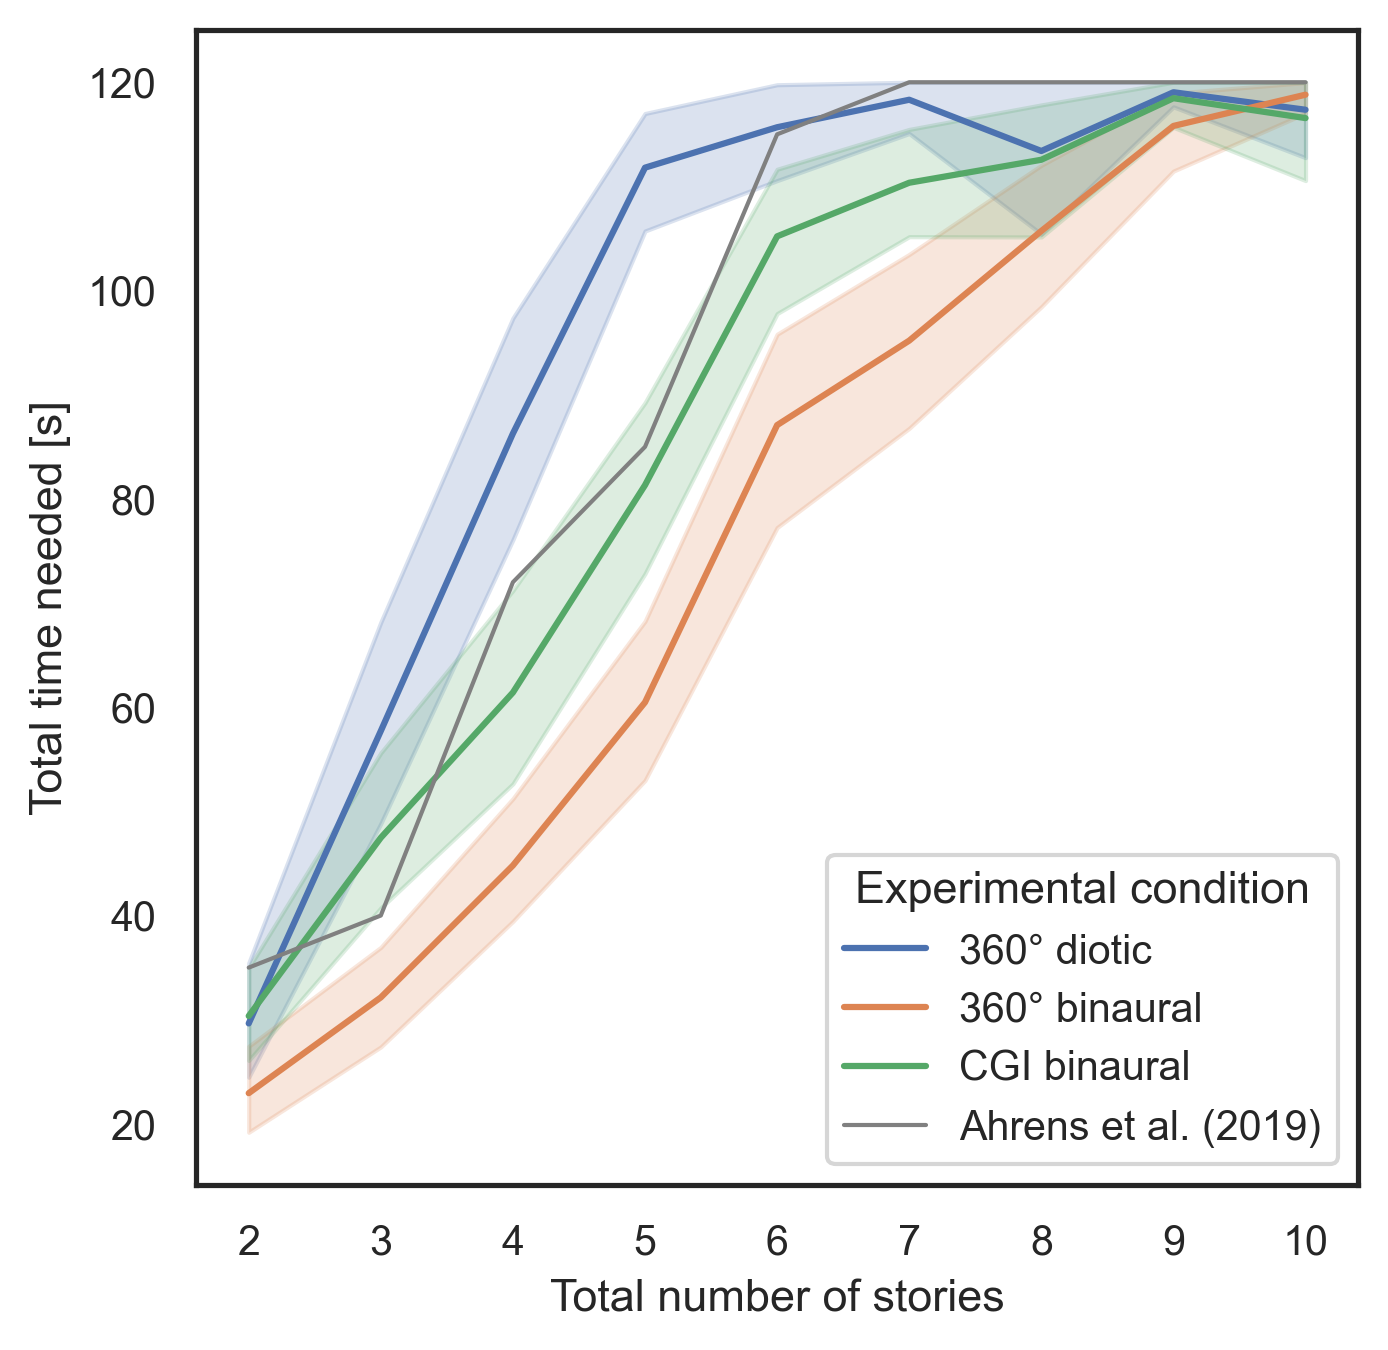 120
100
80
60
40
20
Total time needed [s]
Experimental condition
360° diotic
360° binaural
CGI binaural
Ahrens et al. (2019)
2 3 4 5 6 7 8 9 10
Total number of stories